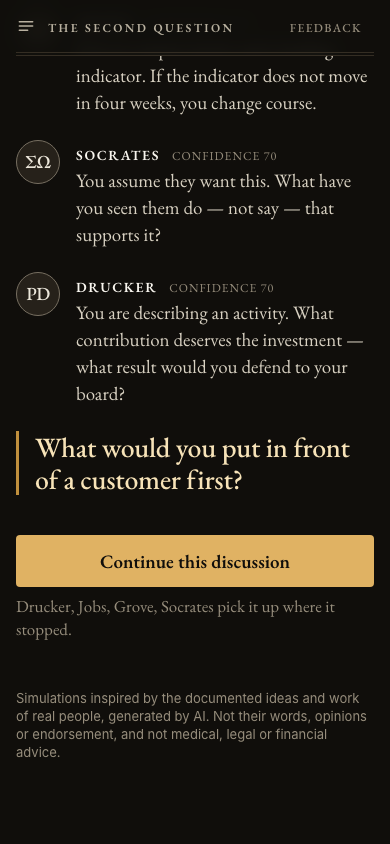 THE SECOND QUESTION
FEEDBACK
indicator. If the indicator does not move
in four weeks, you change course.
ΣΩ
SOCRATES CONFIDENCE 70
You assume they want this. What have
you seen them do — not say — that
supports it?
PD
DRUCKER CONFIDENCE 70
You are describing an activity. What
contribution deserves the investment —
what result would you defend to your
board?
What would you put in front
of a customer first?
Continue this discussion
Drucker, Jobs, Grove, Socrates pick it up where it
stopped.
Simulations inspired by the documented ideas and work
of real people, generated by AI. Not their words, opinions
or endorsement, and not medical, legal or financial
advice.